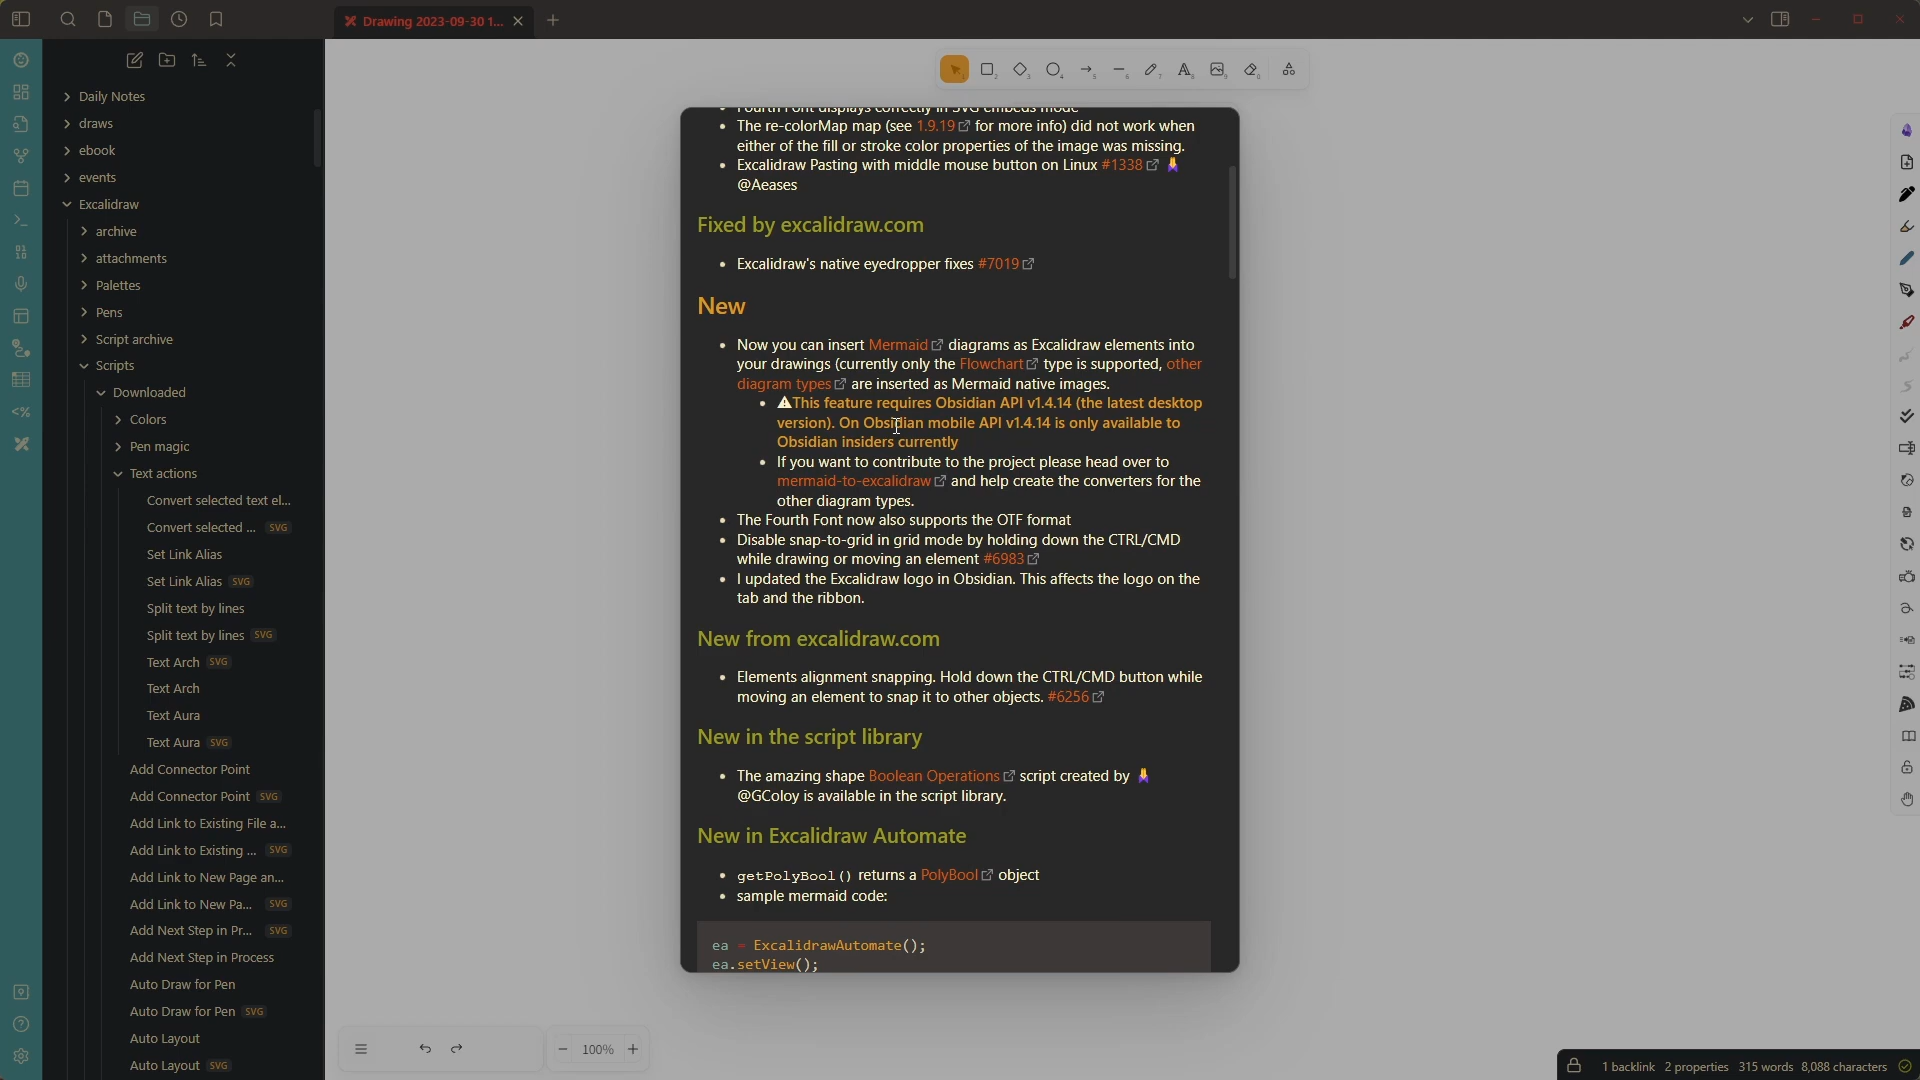 Drawing 2023-09-30 1...
Daily Notes
draws
ebook
events
Excalidraw
archive
attachments
Palettes
Pens
Script archive
Scripts
Downloaded
Colors
Pen magic
Text actions
Convert selected text el...
Convert selected ... SVG
Set Link Alias
Set Link Alias SVG
Split text by lines
Split text by lines SVG
Text Arch SVG
Text Arch
Text Aura
Text Aura SVG
Add Connector Point
Add Connector Point SVG
Add Link to Existing File a...
Add Link to Existing ... SVG
Add Link to New Page an...
Add Link to New Pa... SVG
Add Next Step in Pr... SVG
Add Next Step in Process
Auto Draw for Pen
Auto Draw for Pen SVG
Auto Layout
Auto Layout SVG
Fourth Font displays correctly in SVG embeds mode
The re-colorMap map (see 1.9.19 for more info) did not work when
either of the fill or stroke color properties of the image was missing.
Excalidraw Pasting with middle mouse button on Linux #1338
@Aeases
Fixed by excalidraw.com
Excalidraw's native eyedropper fixes #7019
New
Now you can insert Mermaid diagrams as Excalidraw elements into
your drawings (currently only the Flowchart type is supported, other
diagram types are inserted as Mermaid native images.
⚠This feature requires Obsidian API v1.4.14 (the latest desktop
version). On Obsidian mobile API v1.4.14 is only available to
Obsidian insiders currently
If you want to contribute to the project please head over to
mermaid-to-excalidraw and help create the converters for the
other diagram types.
The Fourth Font now also supports the OTF format
Disable snap-to-grid in grid mode by holding down the CTRL/CMD
while drawing or moving an element #6983
I updated the Excalidraw logo in Obsidian. This affects the logo on the
tab and the ribbon.
New from excalidraw.com
Elements alignment snapping. Hold down the CTRL/CMD button while
moving an element to snap it to other objects. #6256
New in the script library
The amazing shape Boolean Operations script created by
@GColoy is available in the script library.
New in Excalidraw Automate
getPolyBool() returns a PolyBool object
sample mermaid code:
ea = ExcalidrawAutomate();
ea.setView();
100%
1 backlink 2 properties 315 words 8,088 characters